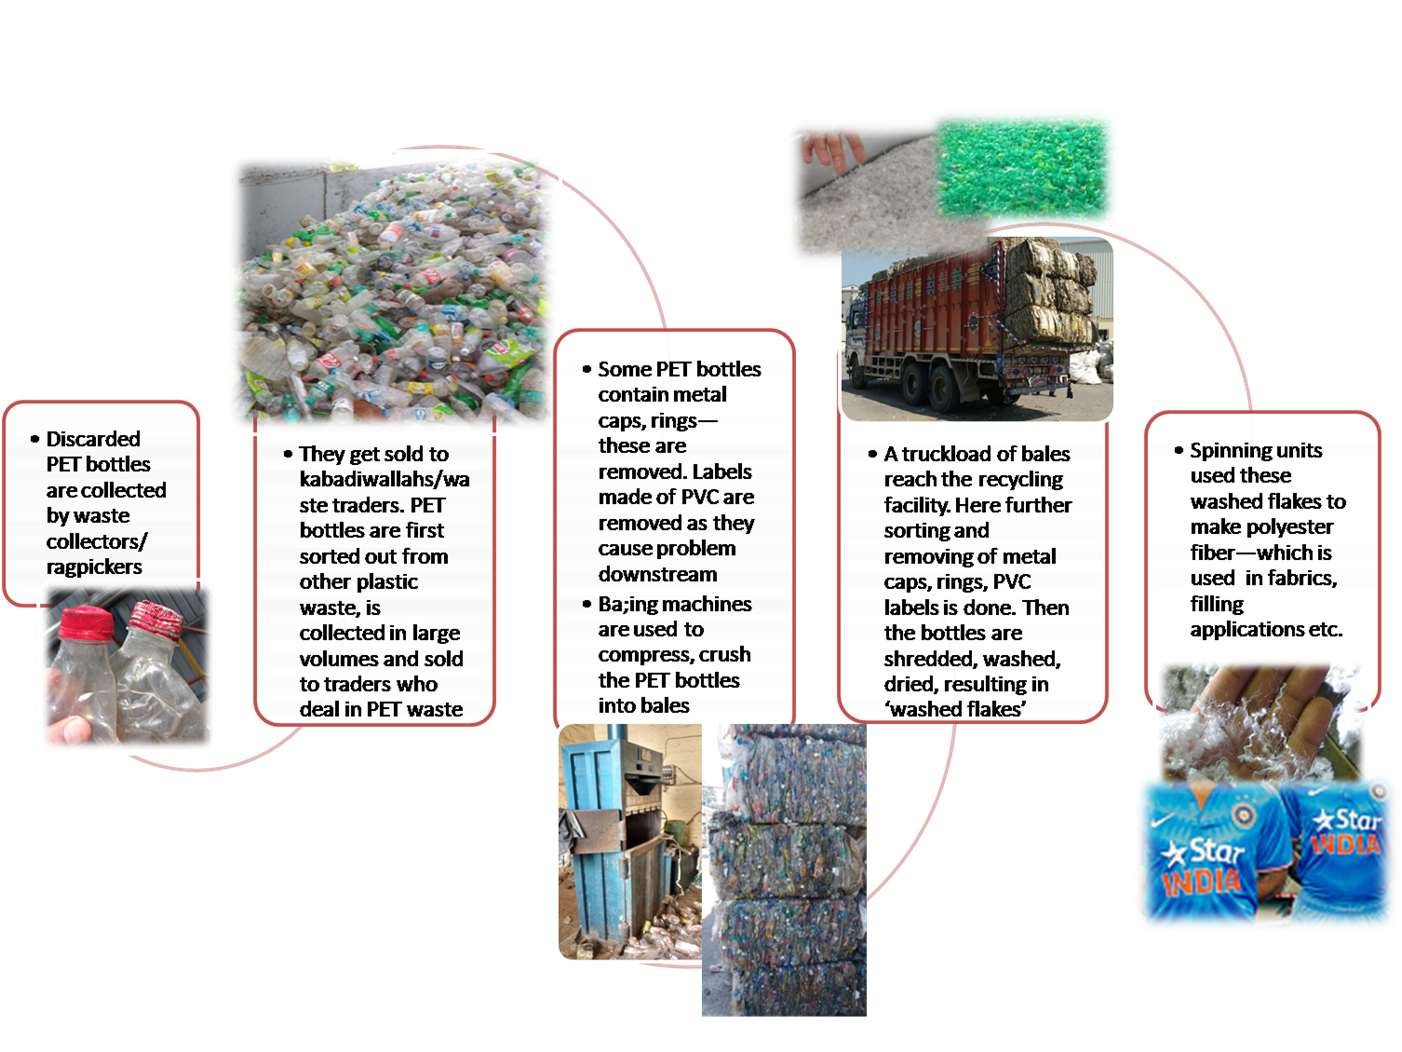 • Discarded
PET bottles
are collected
by waste
collectors/
ragpickers
• They get sold to
kabadiwallahs/wa
ste traders. PET
bottles are first
sorted out from
other plastic
waste, is
collected in large
volumes and sold
to traders who
deal in PET waste
• Some PET bottles
contain metal
caps, rings—
these are
removed. Labels
made of PVC are
removed as they
cause problem
downstream
• Ba;ing machines
are used to
compress, crush
the PET bottles
into bales
• A truckload of bales
reach the recycling
facility. Here further
sorting and
removing of metal
caps, rings, PVC
labels is done. Then
the bottles are
shredded, washed,
dried, resulting in
‘washed flakes’
• Spinning units
used these
washed flakes to
make polyester
fiber—which is
used in fabrics,
filling
applications etc.
Star
INDIA
Star
INDIA